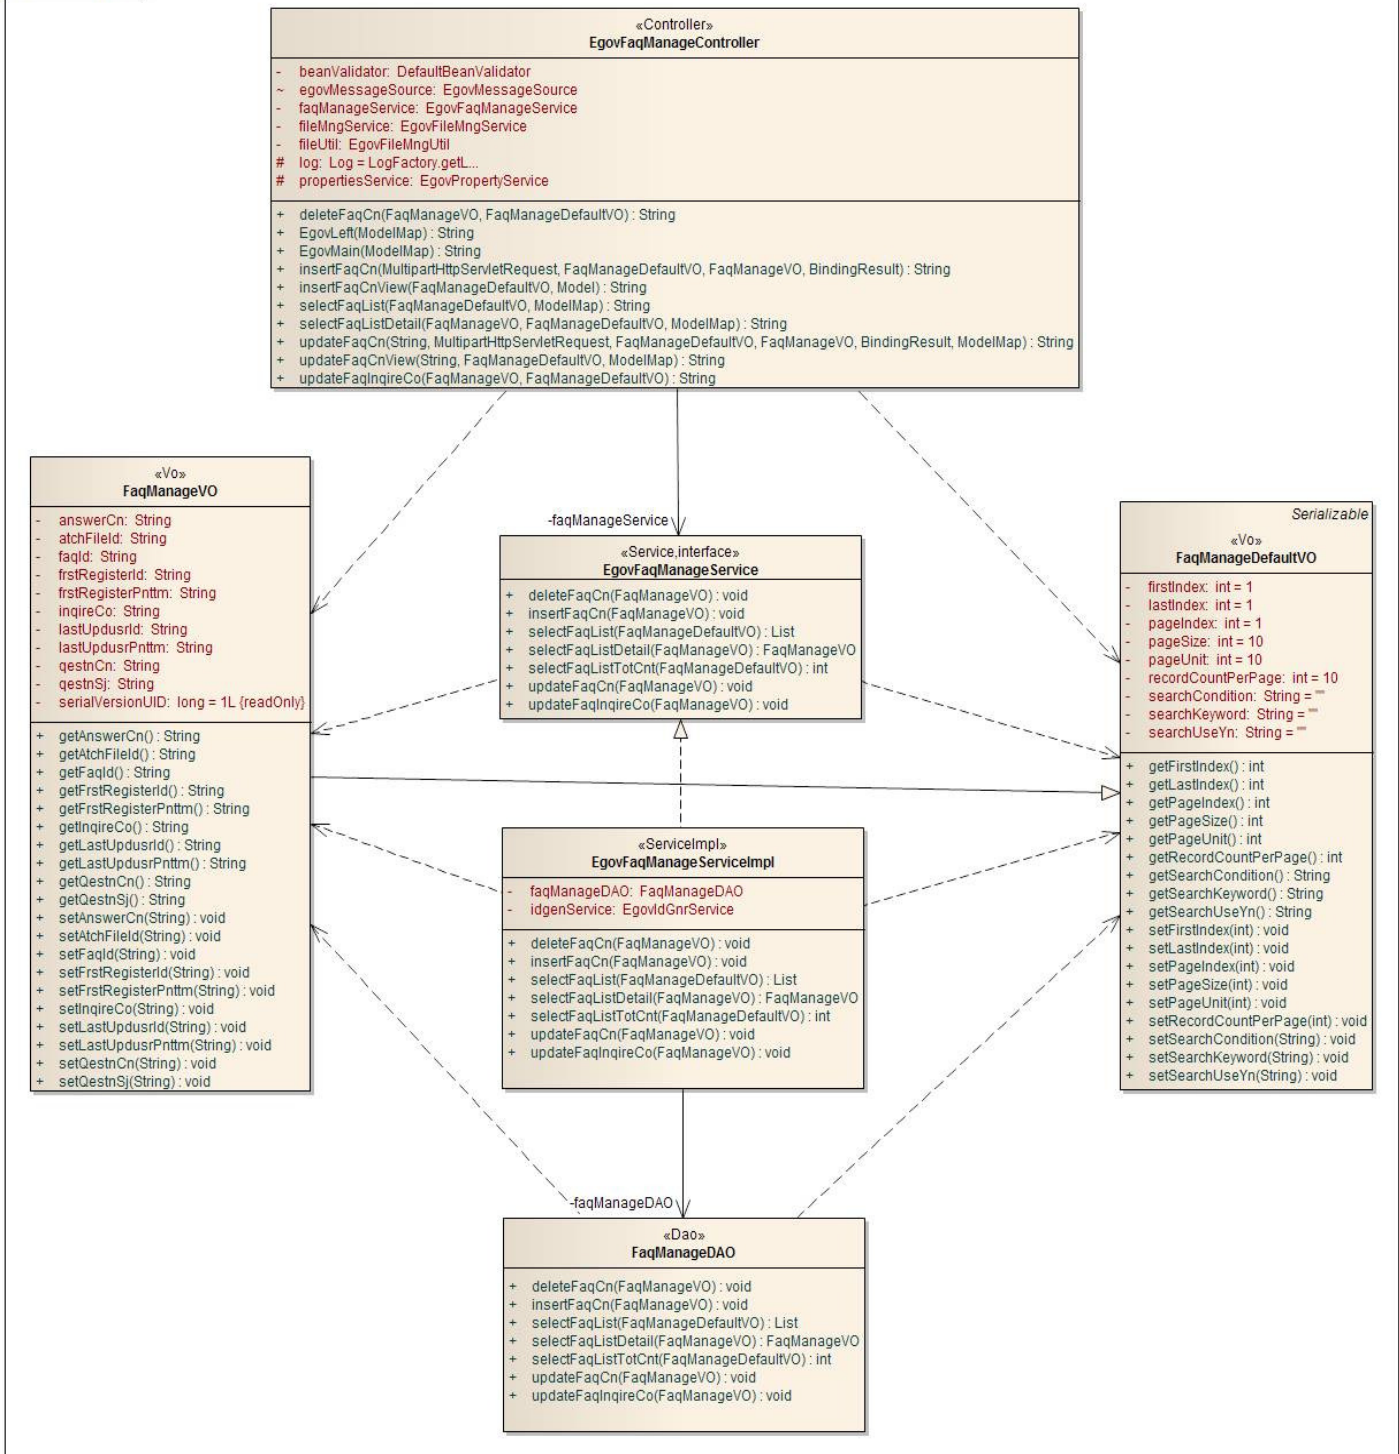 «Controller»
EgovFaqManageController
- beanValidator: DefaultBeanValidator
~ egovMessageSource: EgovMessageSource
- faqManageService: EgovFaqManageService
- fileMngService: EgovFileMngService
- fileUtil: EgovFileMngUtil
# log: Log = LogFactory.getL...
# propertiesService: EgovPropertyService
+ deleteFaqCn(FaqManageVO, FaqManageDefaultVO) : String
+ EgovLeft(ModelMap) : String
+ EgovMain(ModelMap) : String
+ insertFaqCn(MultipartHttpServletRequest, FaqManageDefaultVO, FaqManageVO, BindingResult) : String
+ insertFaqCnView(FaqManageDefaultVO, Model) : String
+ selectFaqList(FaqManageDefaultVO, ModelMap) : String
+ selectFaqListDetail(FaqManageVO, FaqManageDefaultVO, ModelMap) : String
+ updateFaqCn(String, MultipartHttpServletRequest, FaqManageDefaultVO, FaqManageVO, BindingResult, ModelMap) : String
+ updateFaqCnView(String, FaqManageDefaultVO, ModelMap) : String
+ updateFaqInqireCo(FaqManageVO, FaqManageDefaultVO) : String
«Vo»
FaqManageVO
- answerCn: String
- atchFileId: String
- faqId: String
- frstRegisterId: String
- frstRegisterPnttm: String
- inqireCo: String
- lastUpdusrId: String
- lastUpdusrPnttm: String
- qestnCn: String
- qestnSj: String
- serialVersionUID: long = 1L {readOnly}
+ getAnswerCn() : String
+ getAtchFileId() : String
+ getFaqId() : String
+ getFrstRegisterId() : String
+ getFrstRegisterPnttm() : String
+ getInqireCo() : String
+ getLastUpdusrId() : String
+ getLastUpdusrPnttm() : String
+ getQestnCn() : String
+ getQestnSj() : String
+ setAnswerCn(String) : void
+ setAtchFileId(String) : void
+ setFaqId(String) : void
+ setFrstRegisterId(String) : void
+ setFrstRegisterPnttm(String) : void
+ setInqireCo(String) : void
+ setLastUpdusrId(String) : void
+ setLastUpdusrPnttm(String) : void
+ setQestnCn(String) : void
+ setQestnSj(String) : void
-faqManageService
«Service,interface»
EgovFaqManageService
+ deleteFaqCn(FaqManageVO) : void
+ insertFaqCn(FaqManageVO) : void
+ selectFaqList(FaqManageDefaultVO) : List
+ selectFaqListDetail(FaqManageVO) : FaqManageVO
+ selectFaqListTotCnt(FaqManageDefaultVO) : int
+ updateFaqCn(FaqManageVO) : void
+ updateFaqInqireCo(FaqManageVO) : void
«ServiceImpl»
EgovFaqManageServiceImpl
- faqManageDAO: FaqManageDAO
- idgenService: EgovIdGnrService
+ deleteFaqCn(FaqManageVO) : void
+ insertFaqCn(FaqManageVO) : void
+ selectFaqList(FaqManageDefaultVO) : List
+ selectFaqListDetail(FaqManageVO) : FaqManageVO
+ selectFaqListTotCnt(FaqManageDefaultVO) : int
+ updateFaqCn(FaqManageVO) : void
+ updateFaqInqireCo(FaqManageVO) : void
Serializable
«Vo»
FaqManageDefaultVO
- firstIndex: int = 1
- lastIndex: int = 1
- pageIndex: int = 1
- pageSize: int = 10
- pageUnit: int = 10
- recordCountPerPage: int = 10
- searchCondition: String = ""
- searchKeyword: String = ""
- searchUseYn: String = ""
+ getFirstIndex() : int
+ getLastIndex() : int
+ getPageIndex() : int
+ getPageSize() : int
+ getPageUnit() : int
+ getRecordCountPerPage() : int
+ getSearchCondition() : String
+ getSearchKeyword() : String
+ getSearchUseYn() : String
+ setFirstIndex(int) : void
+ setLastIndex(int) : void
+ setPageIndex(int) : void
+ setPageSize(int) : void
+ setPageUnit(int) : void
+ setRecordCountPerPage(int) : void
+ setSearchCondition(String) : void
+ setSearchKeyword(String) : void
+ setSearchUseYn(String) : void
-faqManageDAO
«Dao»
FaqManageDAO
+ deleteFaqCn(FaqManageVO) : void
+ insertFaqCn(FaqManageVO) : void
+ selectFaqList(FaqManageDefaultVO) : List
+ selectFaqListDetail(FaqManageVO) : FaqManageVO
+ selectFaqListTotCnt(FaqManageDefaultVO) : int
+ updateFaqCn(FaqManageVO) : void
+ updateFaqInqireCo(FaqManageVO) : void